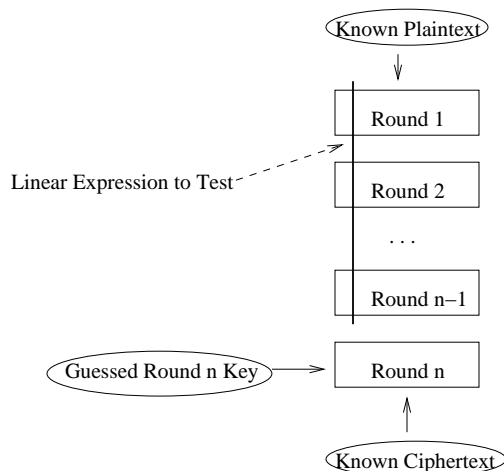 Known Plaintext
Round 1
Linear Expression to Test
Round 2
. . .
Round n−1
Guessed Round n Key
Round n
Known Ciphertext